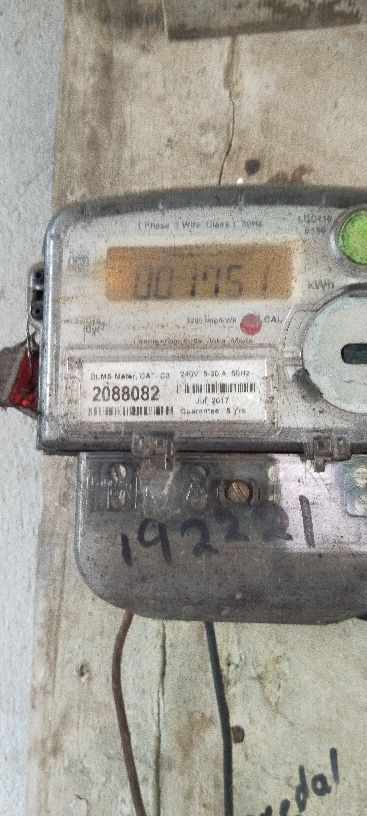 1 Phase 2 Wire Class 1 50Hz
001751
kWh
3200 imp/kWh
CAL
DLMS Meter, CAT. C3 240V 5-30 A, 50Hz
2088082
Jul 2017
Guarantee: 5 Yrs
192221